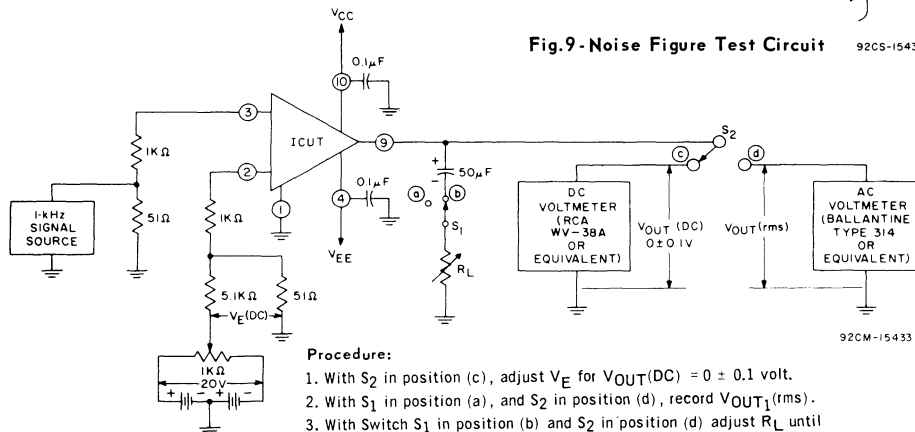 Fig.9-Noise Figure Test Circuit
VCC
0.1µF
10
3
ICUT
9
S2
1KΩ
2
c
d
50µF
a
b
4
0.1µF
1
S1
51Ω
1KΩ
1-kHz
SIGNAL
SOURCE
VEE
RL
DC
VOLTMETER
(RCA
WV-38A
OR
EQUIVALENT)
VOUT (DC)
0±0.1V
VOUT(rms)
AC
VOLTMETER
(BALLANTINE
TYPE 314
OR
EQUIVALENT)
5.1KΩ
51Ω
VE(DC)
1KΩ
20V
92CM-15433
Procedure:
1. With S2 in position (c), adjust VE for VOUT(DC) = 0 ± 0.1 volt.
2. With S1 in position (a), and S2 in position (d), record VOUT1(rms).
3. With Switch S1 in position (b) and S2 in position (d) adjust RL until